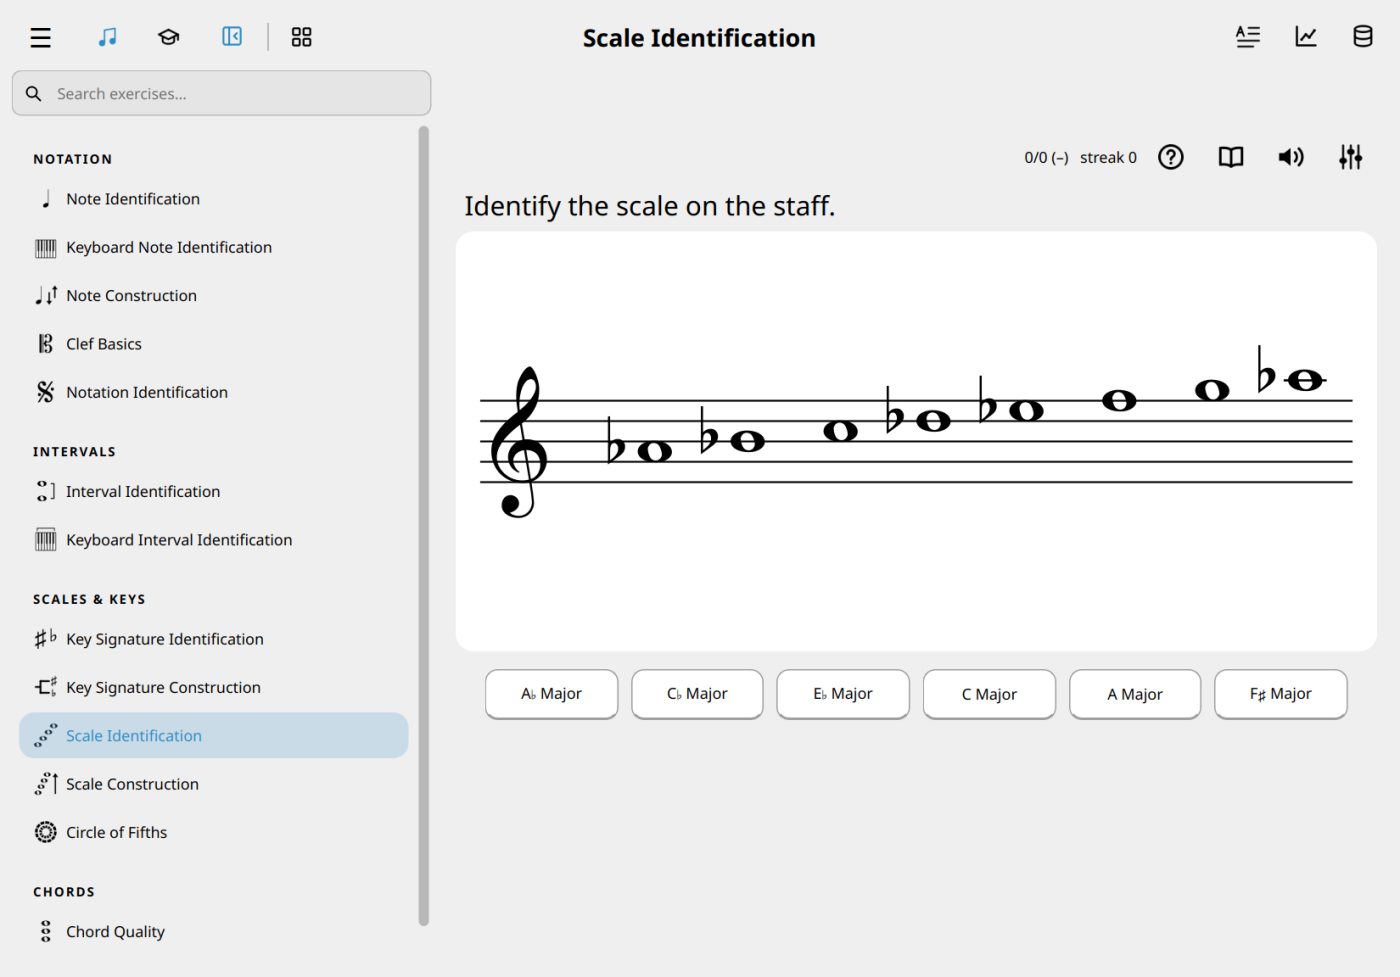 Scale Identification
Search exercises...
NOTATION
Note Identification
Keyboard Note Identification
Note Construction
Clef Basics
Notation Identification
INTERVALS
Interval Identification
Keyboard Interval Identification
SCALES & KEYS
Key Signature Identification
Key Signature Construction
Scale Identification
Scale Construction
Circle of Fifths
CHORDS
Chord Quality
0/0 (–) streak 0
Identify the scale on the staff.
A♭ Major
C♭ Major
E♭ Major
C Major
A Major
F♯ Major